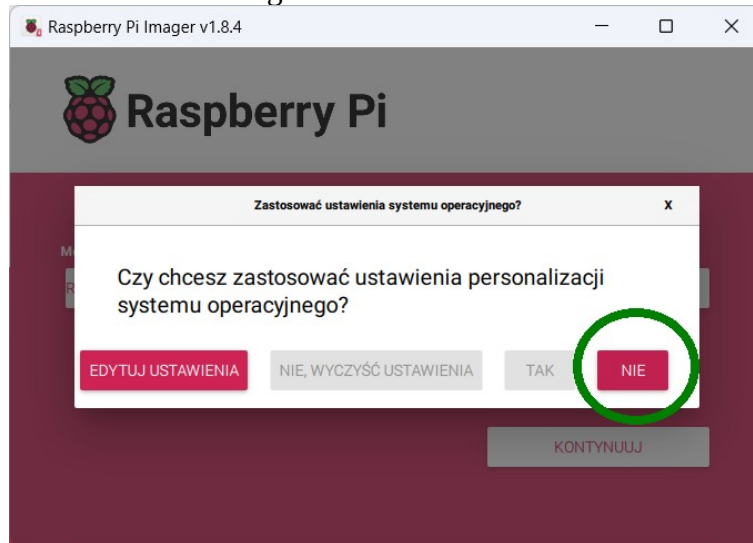 Raspberry Pi Imager v1.8.4
Raspberry Pi
Zastosować ustawienia systemu operacyjnego?
X
Czy chcesz zastosować ustawienia personalizacji
systemu operacyjnego?
EDYTUJ USTAWIENIA
NIE, WYCZYŚĆ USTAWIENIA
TAK
NIE
KONTYNUUJ